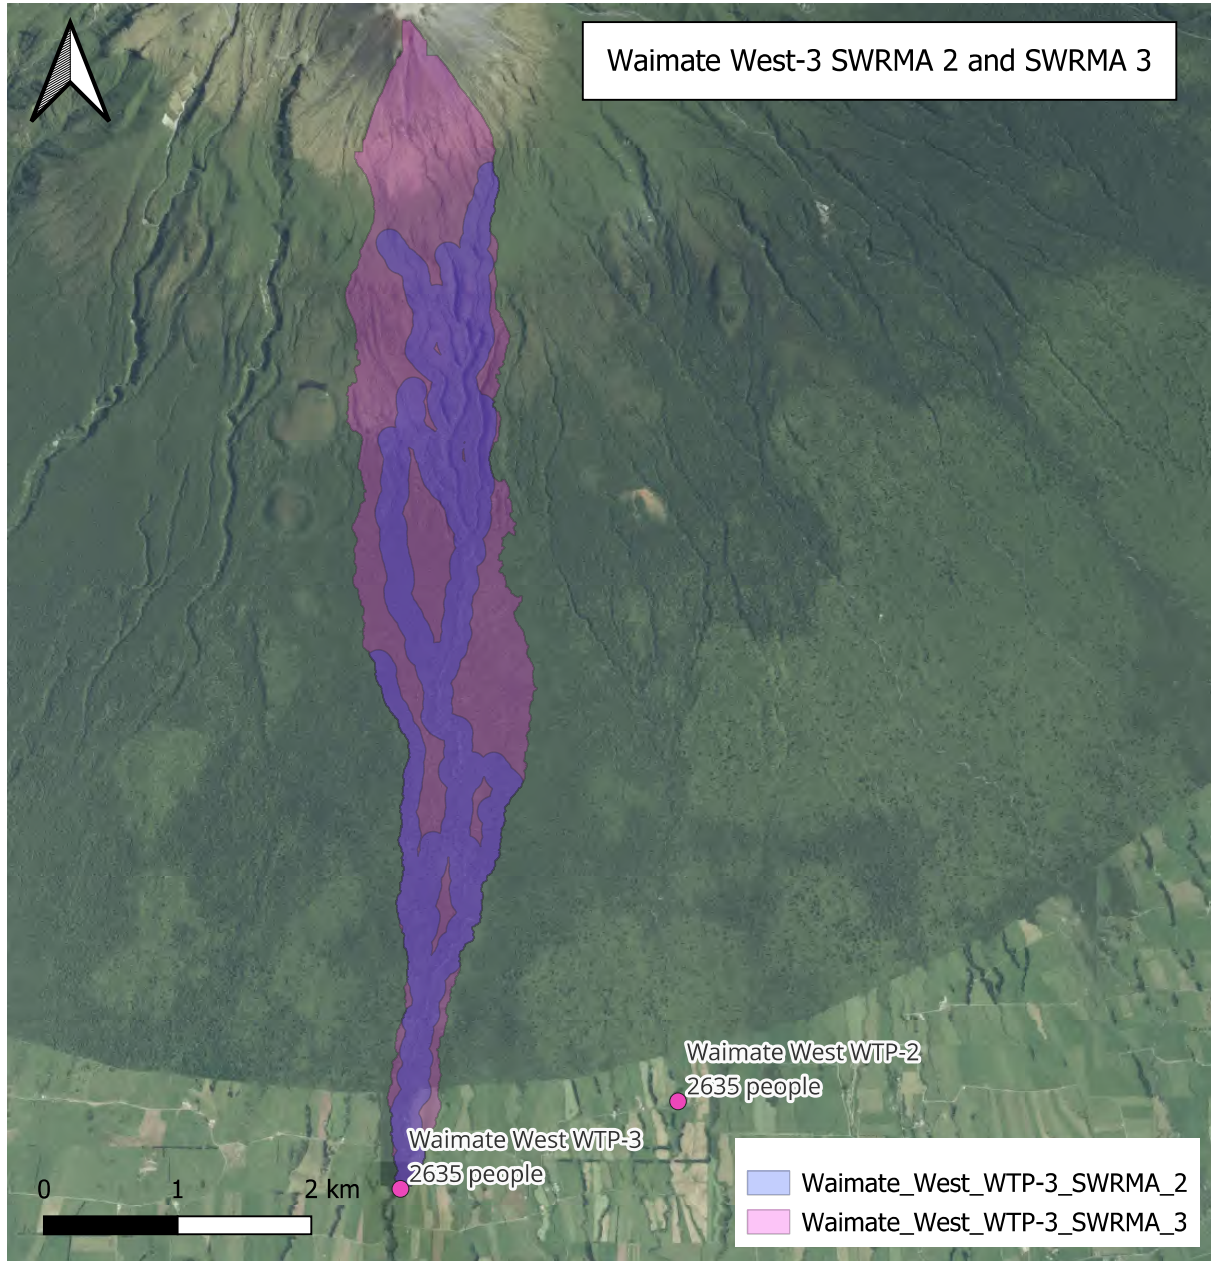 Waimate West-3 SWRMA 2 and SWRMA 3
Waimate West WTP-2
2635 people
Waimate West WTP-3
2635 people
0 1 2 km
Waimate_West_WTP-3_SWRMA_2
Waimate_West_WTP-3_SWRMA_3